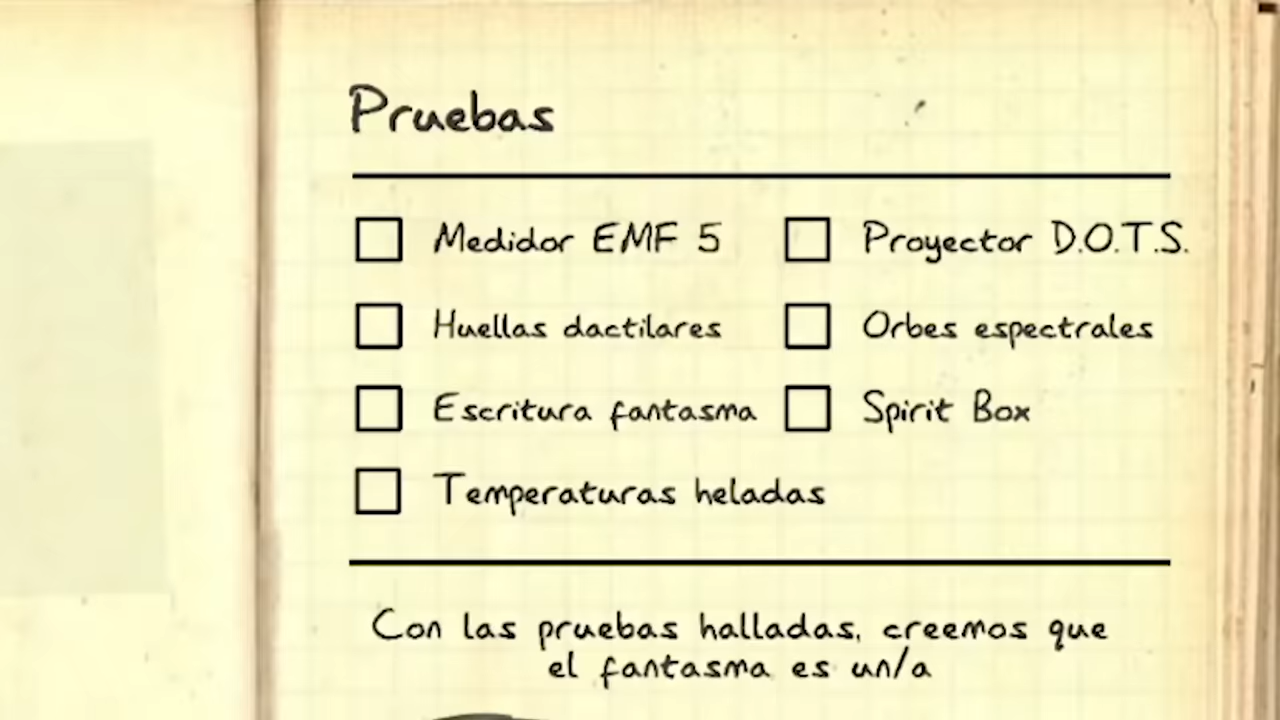 Pruebas
Medidor EMF 5
Proyector D.O.T.S.
Huellas dactilares
Orbes espectrales
Escritura fantasma
Spirit Box
Temperaturas heladas
Con las pruebas halladas, creemos que
el fantasma es un/a